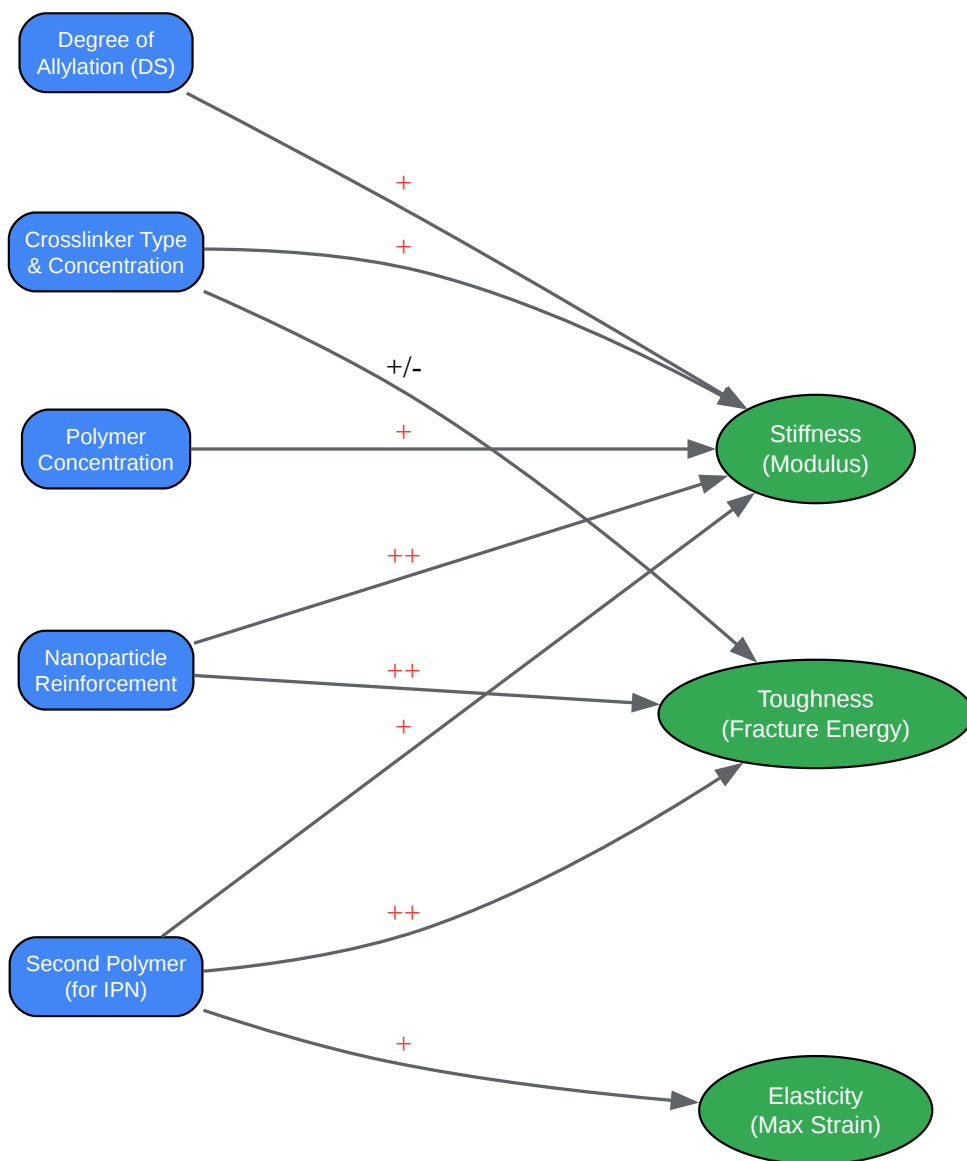 Degree of
Allylation (DS)
+
Crosslinker Type
& Concentration
+
+/-
Polymer
Concentration
+
Stiffness
(Modulus)
++
Nanoparticle
Reinforcement
++
+
Toughness
(Fracture Energy)
++
Second Polymer
(for IPN)
+
Elasticity
(Max Strain)